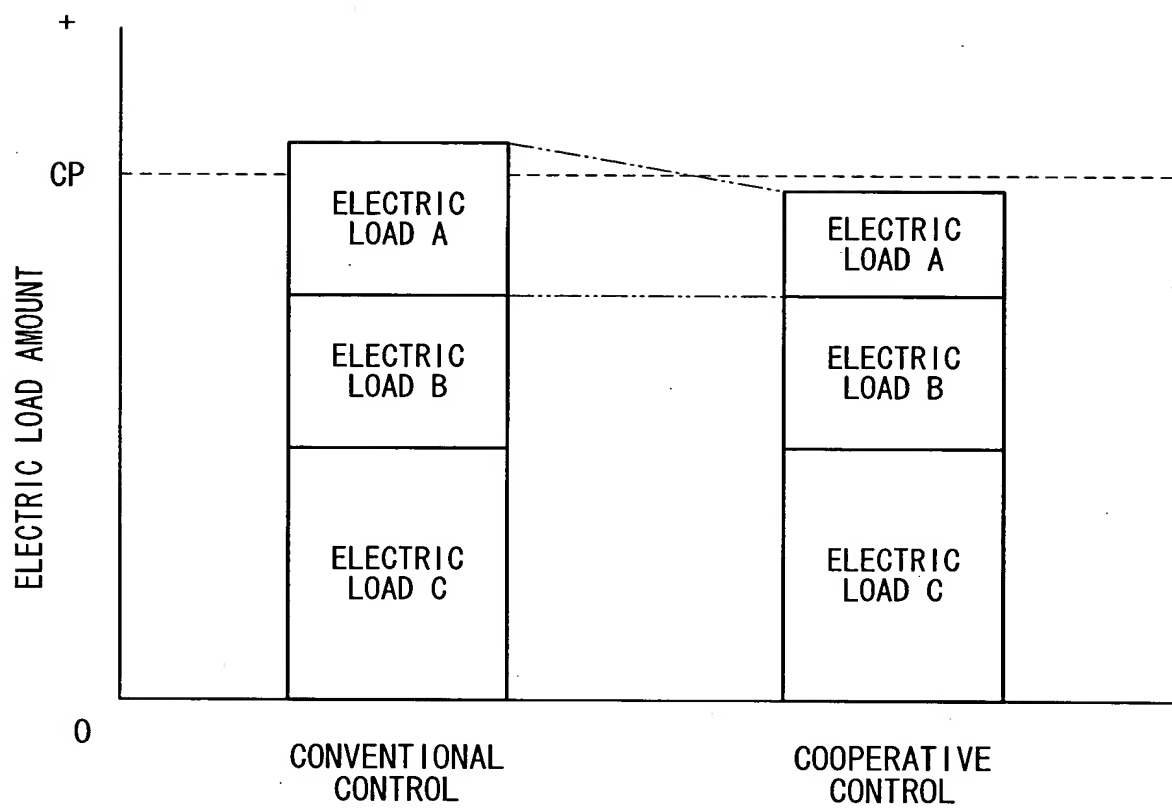 +
CP
ELECTRIC LOAD AMOUNT
0
ELECTRIC
LOAD A
ELECTRIC
LOAD B
ELECTRIC
LOAD C
ELECTRIC
LOAD A
ELECTRIC
LOAD B
ELECTRIC
LOAD C
CONVENTIONAL
CONTROL
COOPERATIVE
CONTROL